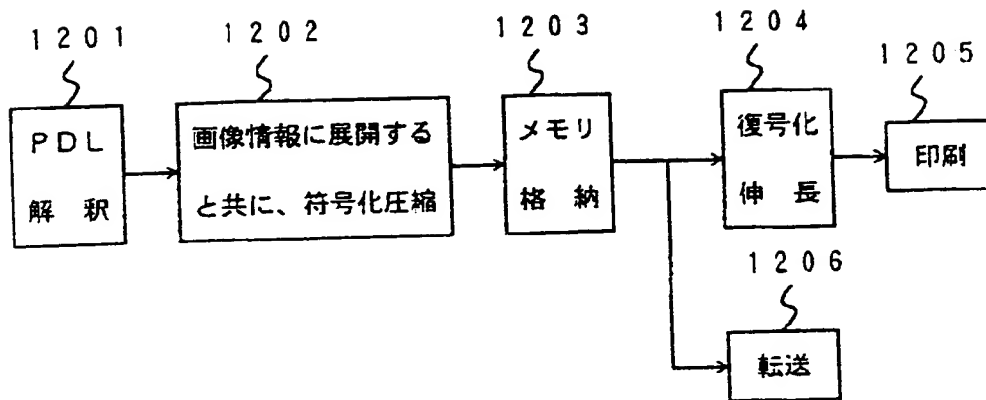 1201
1202
1203
1204
1205
PDL
解釈
画像情報に展開する
と共に、符号化圧縮
メモリ
格納
復号化
伸長
印刷
1206
転送